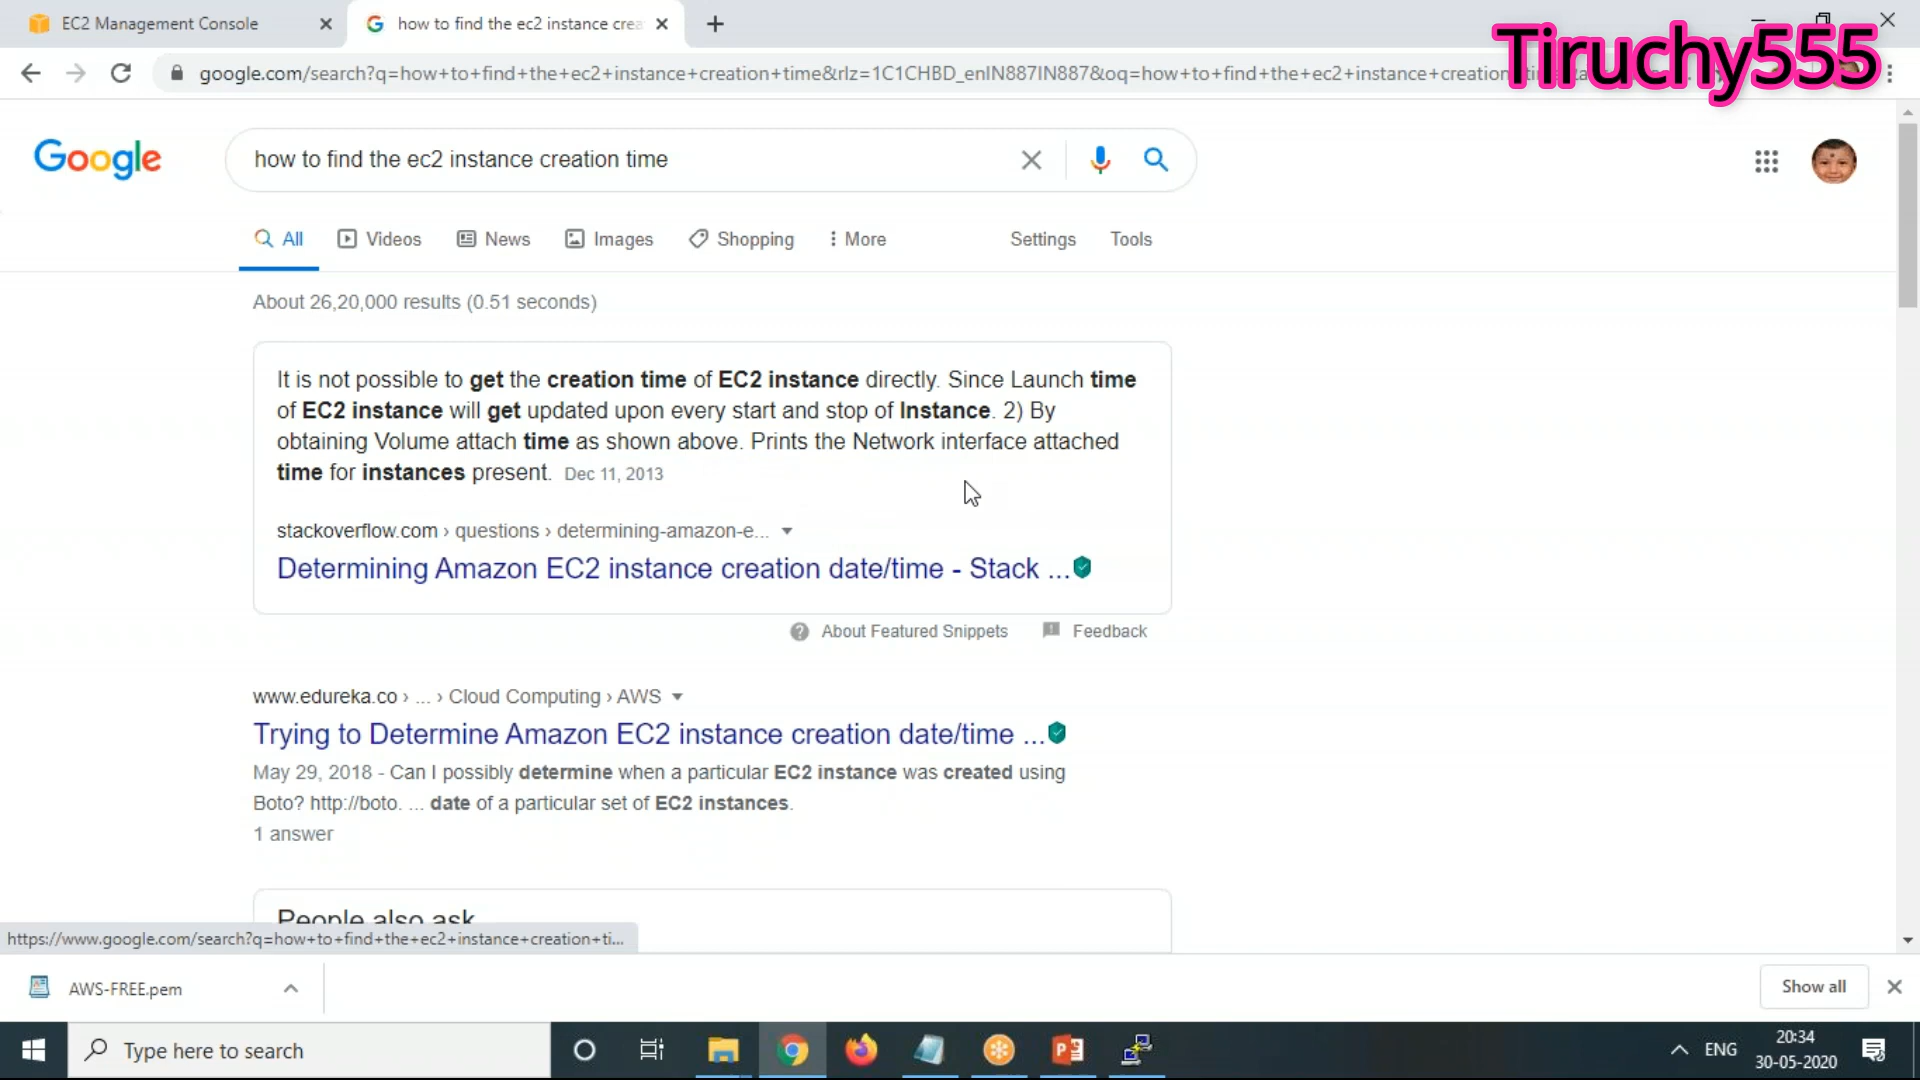 EC2 Management Console
how to find the ec2 instance crea
Tiruchy555
google.com/search?q=how+to+find+the+ec2+instance+creation+time&rlz=1C1CHBD_enIN887IN887&oq=how+to+find+the+ec2+instance+creation
Google
how to find the ec2 instance creation time
All Videos News Images Shopping More Settings Tools
About 26,20,000 results (0.51 seconds)
It is not possible to get the creation time of EC2 instance directly. Since Launch time
of EC2 instance will get updated upon every start and stop of Instance. 2) By
obtaining Volume attach time as shown above. Prints the Network interface attached
time for instances present. Dec 11, 2013
stackoverflow.com › questions › determining-amazon-e...
Determining Amazon EC2 instance creation date/time - Stack ...
About Featured Snippets Feedback
www.edureka.co › ... › Cloud Computing › AWS
Trying to Determine Amazon EC2 instance creation date/time ...
May 29, 2018 - Can I possibly determine when a particular EC2 instance was created using
Boto? http://boto. ... date of a particular set of EC2 instances.
1 answer
People also ask
https://www.google.com/search?q=how+to+find+the+ec2+instance+creation+ti...
AWS-FREE.pem
Show all
Type here to search
ENG
20:34
30-05-2020